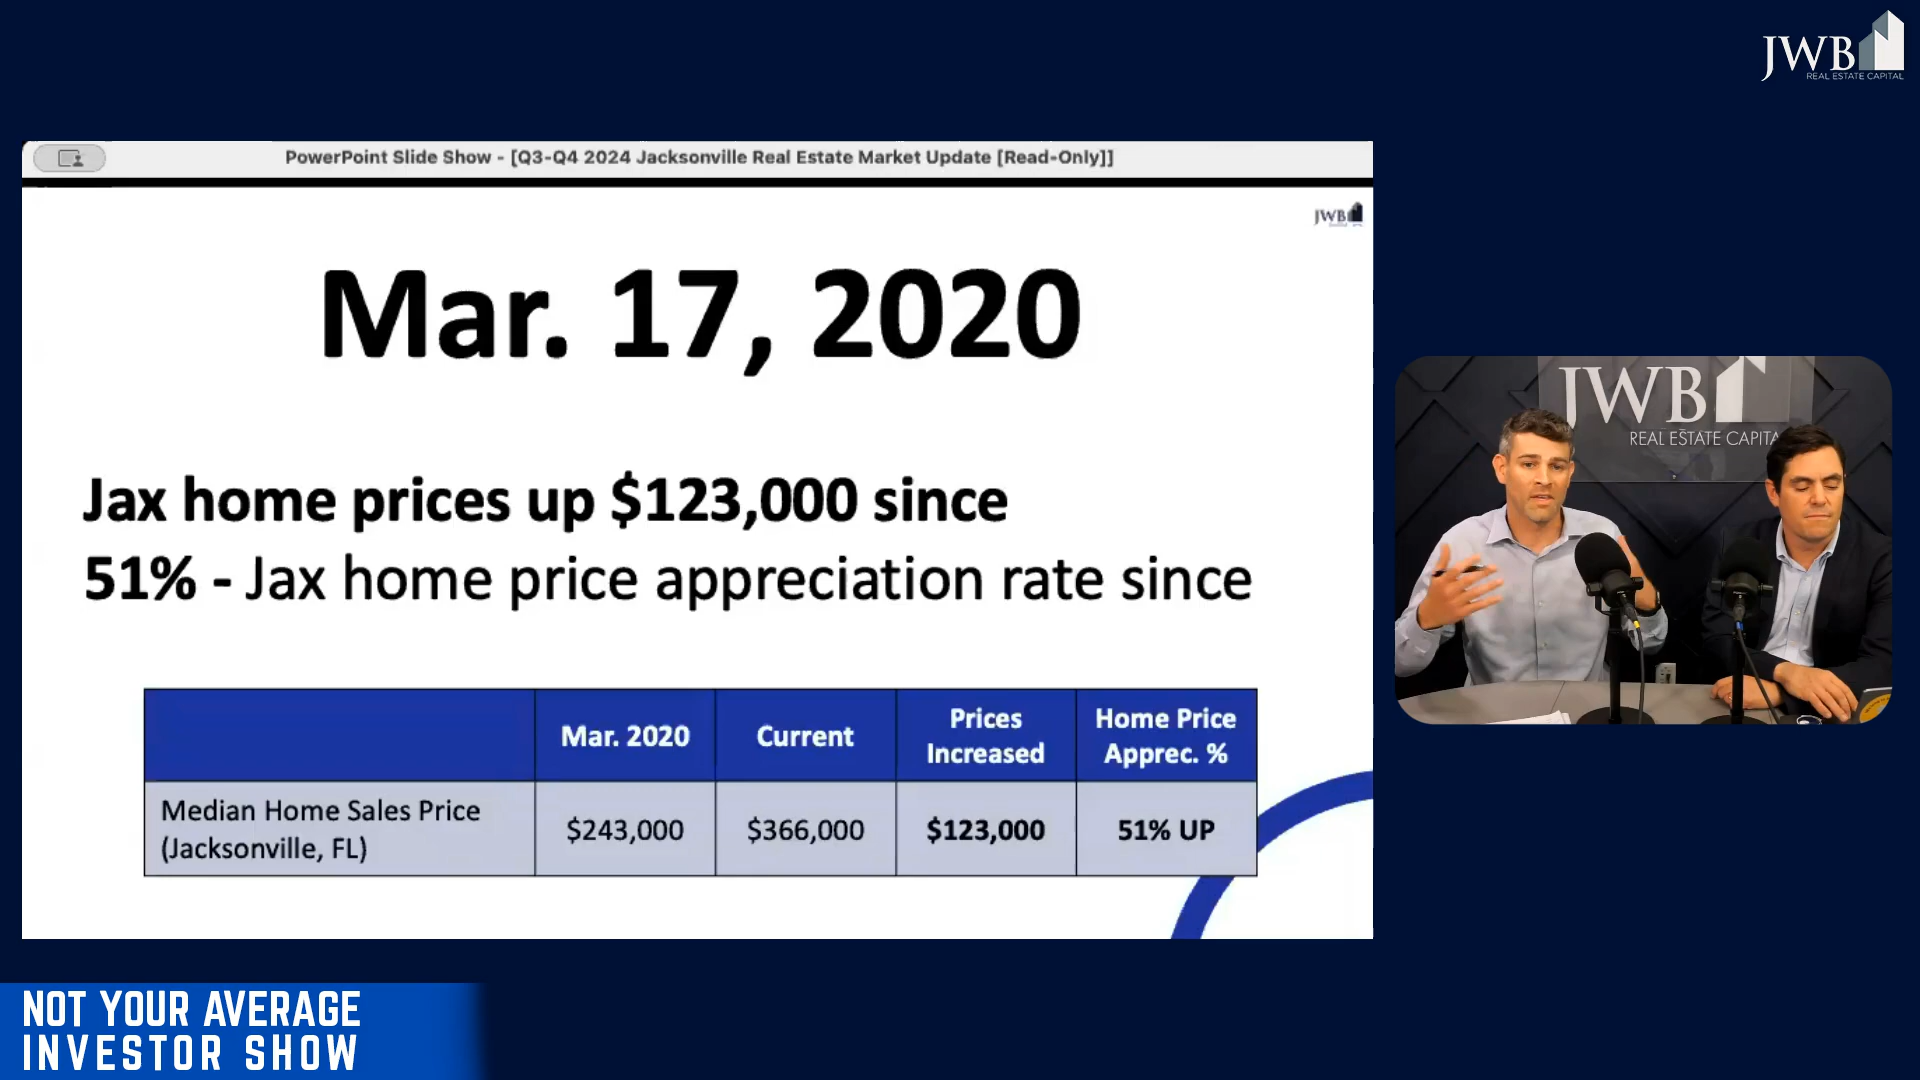 JWB
REAL ESTATE CAPITAL
PowerPoint Slide Show - [Q3-Q4 2024 Jacksonville Real Estate Market Update [Read-Only]]
JWB
Mar. 17, 2020
Jax home prices up $123,000 since
51% - Jax home price appreciation rate since
Mar. 2020
Current
Prices
Increased
Home Price
Apprec. %
Median Home Sales Price
(Jacksonville, FL)
$243,000
$366,000
$123,000
51% UP
JWB
REAL ESTATE CAPITA
NOT YOUR AVERAGE
INVESTOR SHOW